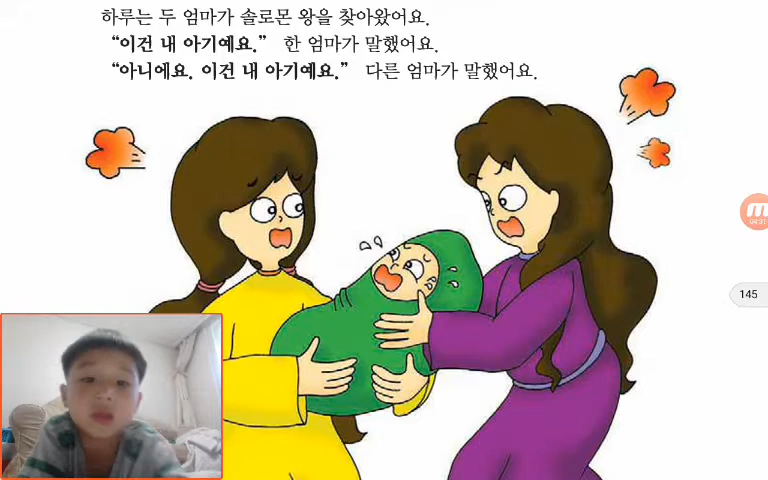 하루는 두 엄마가 솔로몬 왕을 찾아왔어요.
“이건 내 아기예요.” 한 엄마가 말했어요.
“아니에요. 이건 내 아기예요.” 다른 엄마가 말했어요.
145